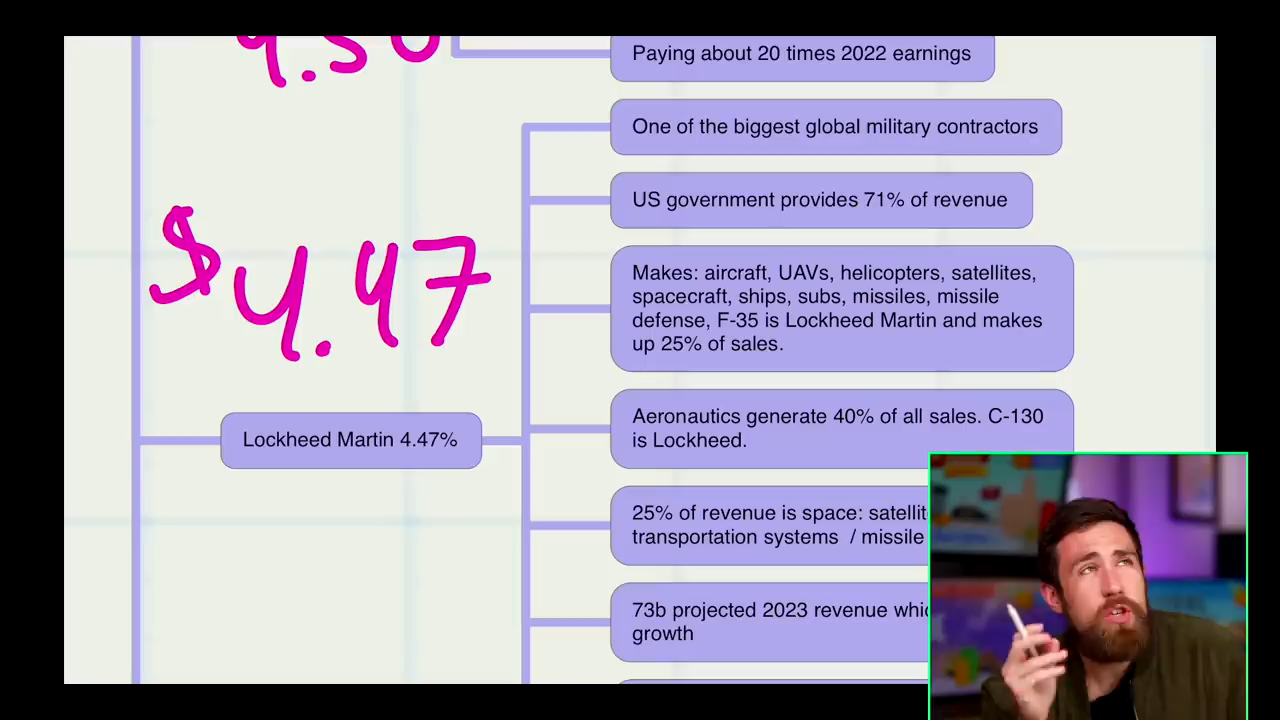 Paying about 20 times 2022 earnings
One of the biggest global military contractors
US government provides 71% of revenue
$4.47
Makes: aircraft, UAVs, helicopters, satellites,
spacecraft, ships, subs, missiles, missile
defense, F-35 is Lockheed Martin and makes
up 25% of sales.
Lockheed Martin 4.47%
Aeronautics generate 40% of all sales. C-130
is Lockheed.
25% of revenue is space:
transportation systems / missile
73b projected 2023 revenue
growth